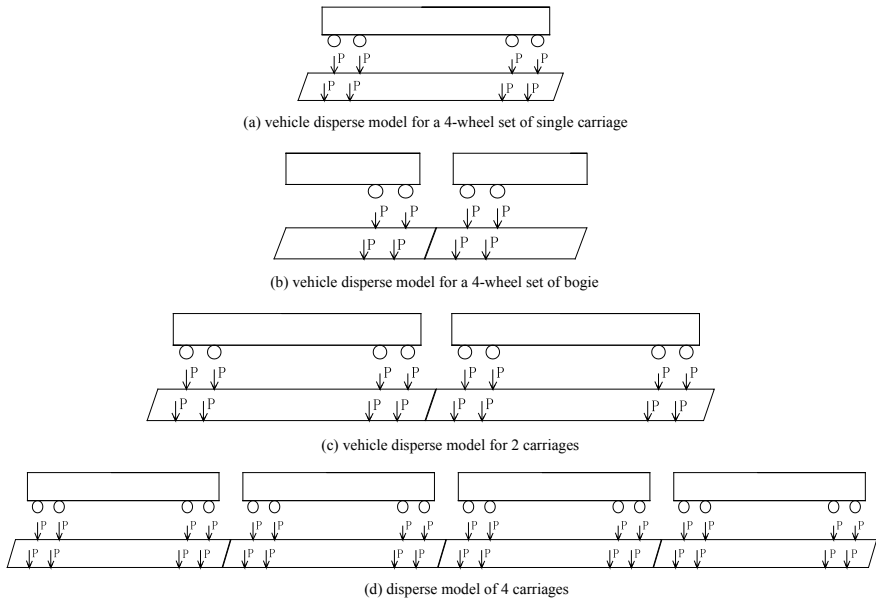 P P P P
P P P P
(a) vehicle disperse model for a 4-wheel set of single carriage
P P P P
P P P P
(b) vehicle disperse model for a 4-wheel set of bogie
P P P P P P P P
P P P P P P P P
(c) vehicle disperse model for 2 carriages
P P P P P P P P P P P P P P P P
P P P P P P P P P P P P P P P P
(d) disperse model of 4 carriages